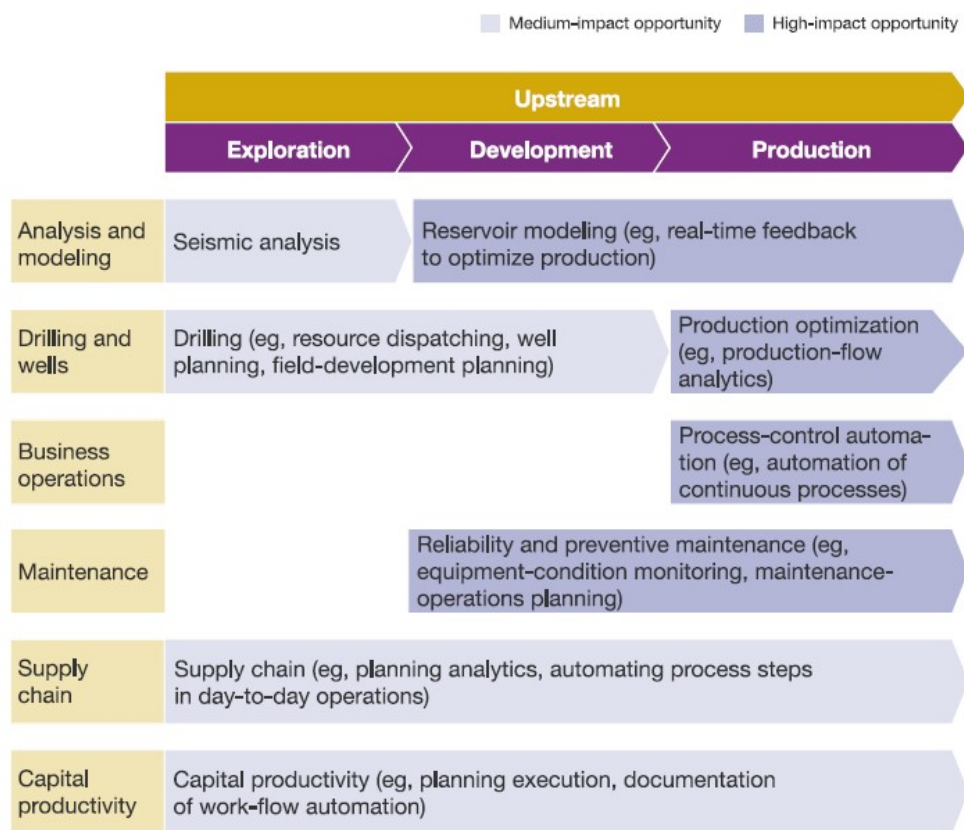 Medium-impact opportunity
High-impact opportunity
Upstream
Exploration
Development
Production
Analysis and
modeling
Seismic analysis
Reservoir modeling (eg, real-time feedback
to optimize production)
Drilling and
wells
Drilling (eg, resource dispatching, well
planning, field-development planning)
Production optimization
(eg, production-flow
analytics)
Business
operations
Process-control automa-
tion (eg, automation of
continuous processes)
Maintenance
Reliability and preventive maintenance (eg,
equipment-condition monitoring, maintenance-
operations planning)
Supply
chain
Supply chain (eg, planning analytics, automating process steps
in day-to-day operations)
Capital
productivity
Capital productivity (eg, planning execution, documentation
of work-flow automation)